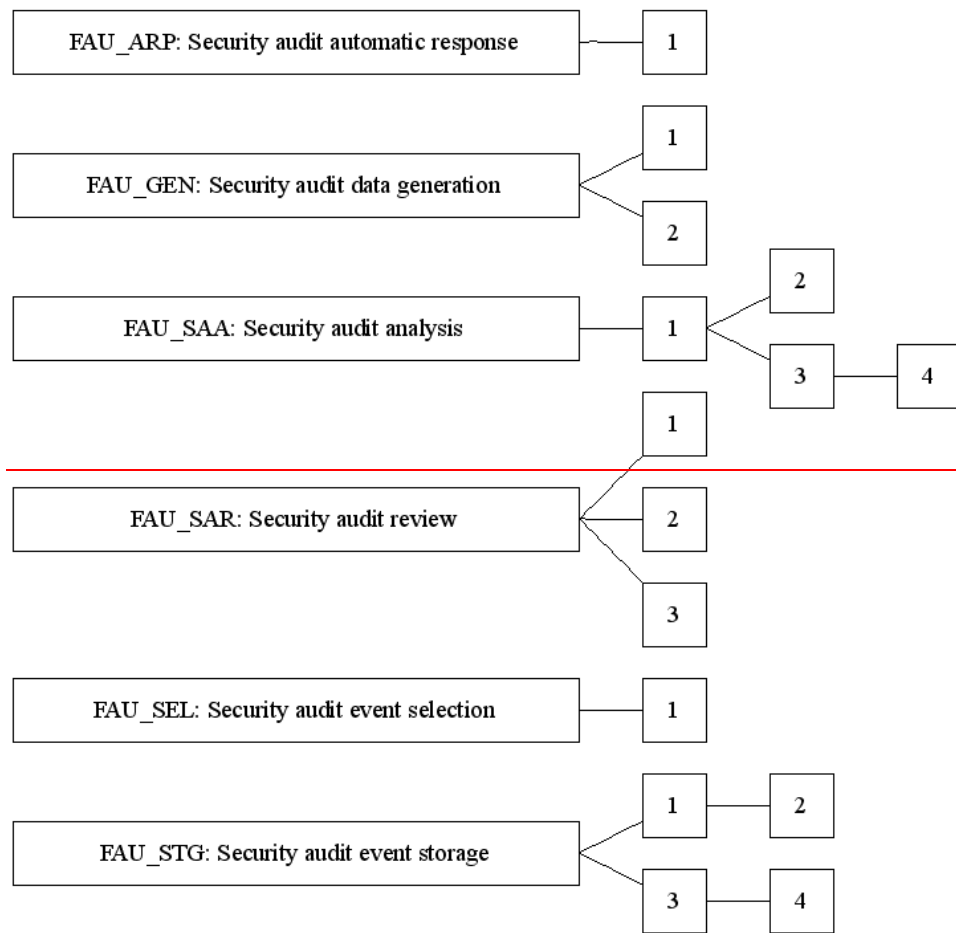 FAU_ARP: Security audit automatic response 1
1
FAU_GEN: Security audit data generation
2
2
FAU_SAA: Security audit analysis 1
3 4
1
FAU_SAR: Security audit review 2
3
FAU_SEL: Security audit event selection 1
1 2
FAU_STG: Security audit event storage
3 4